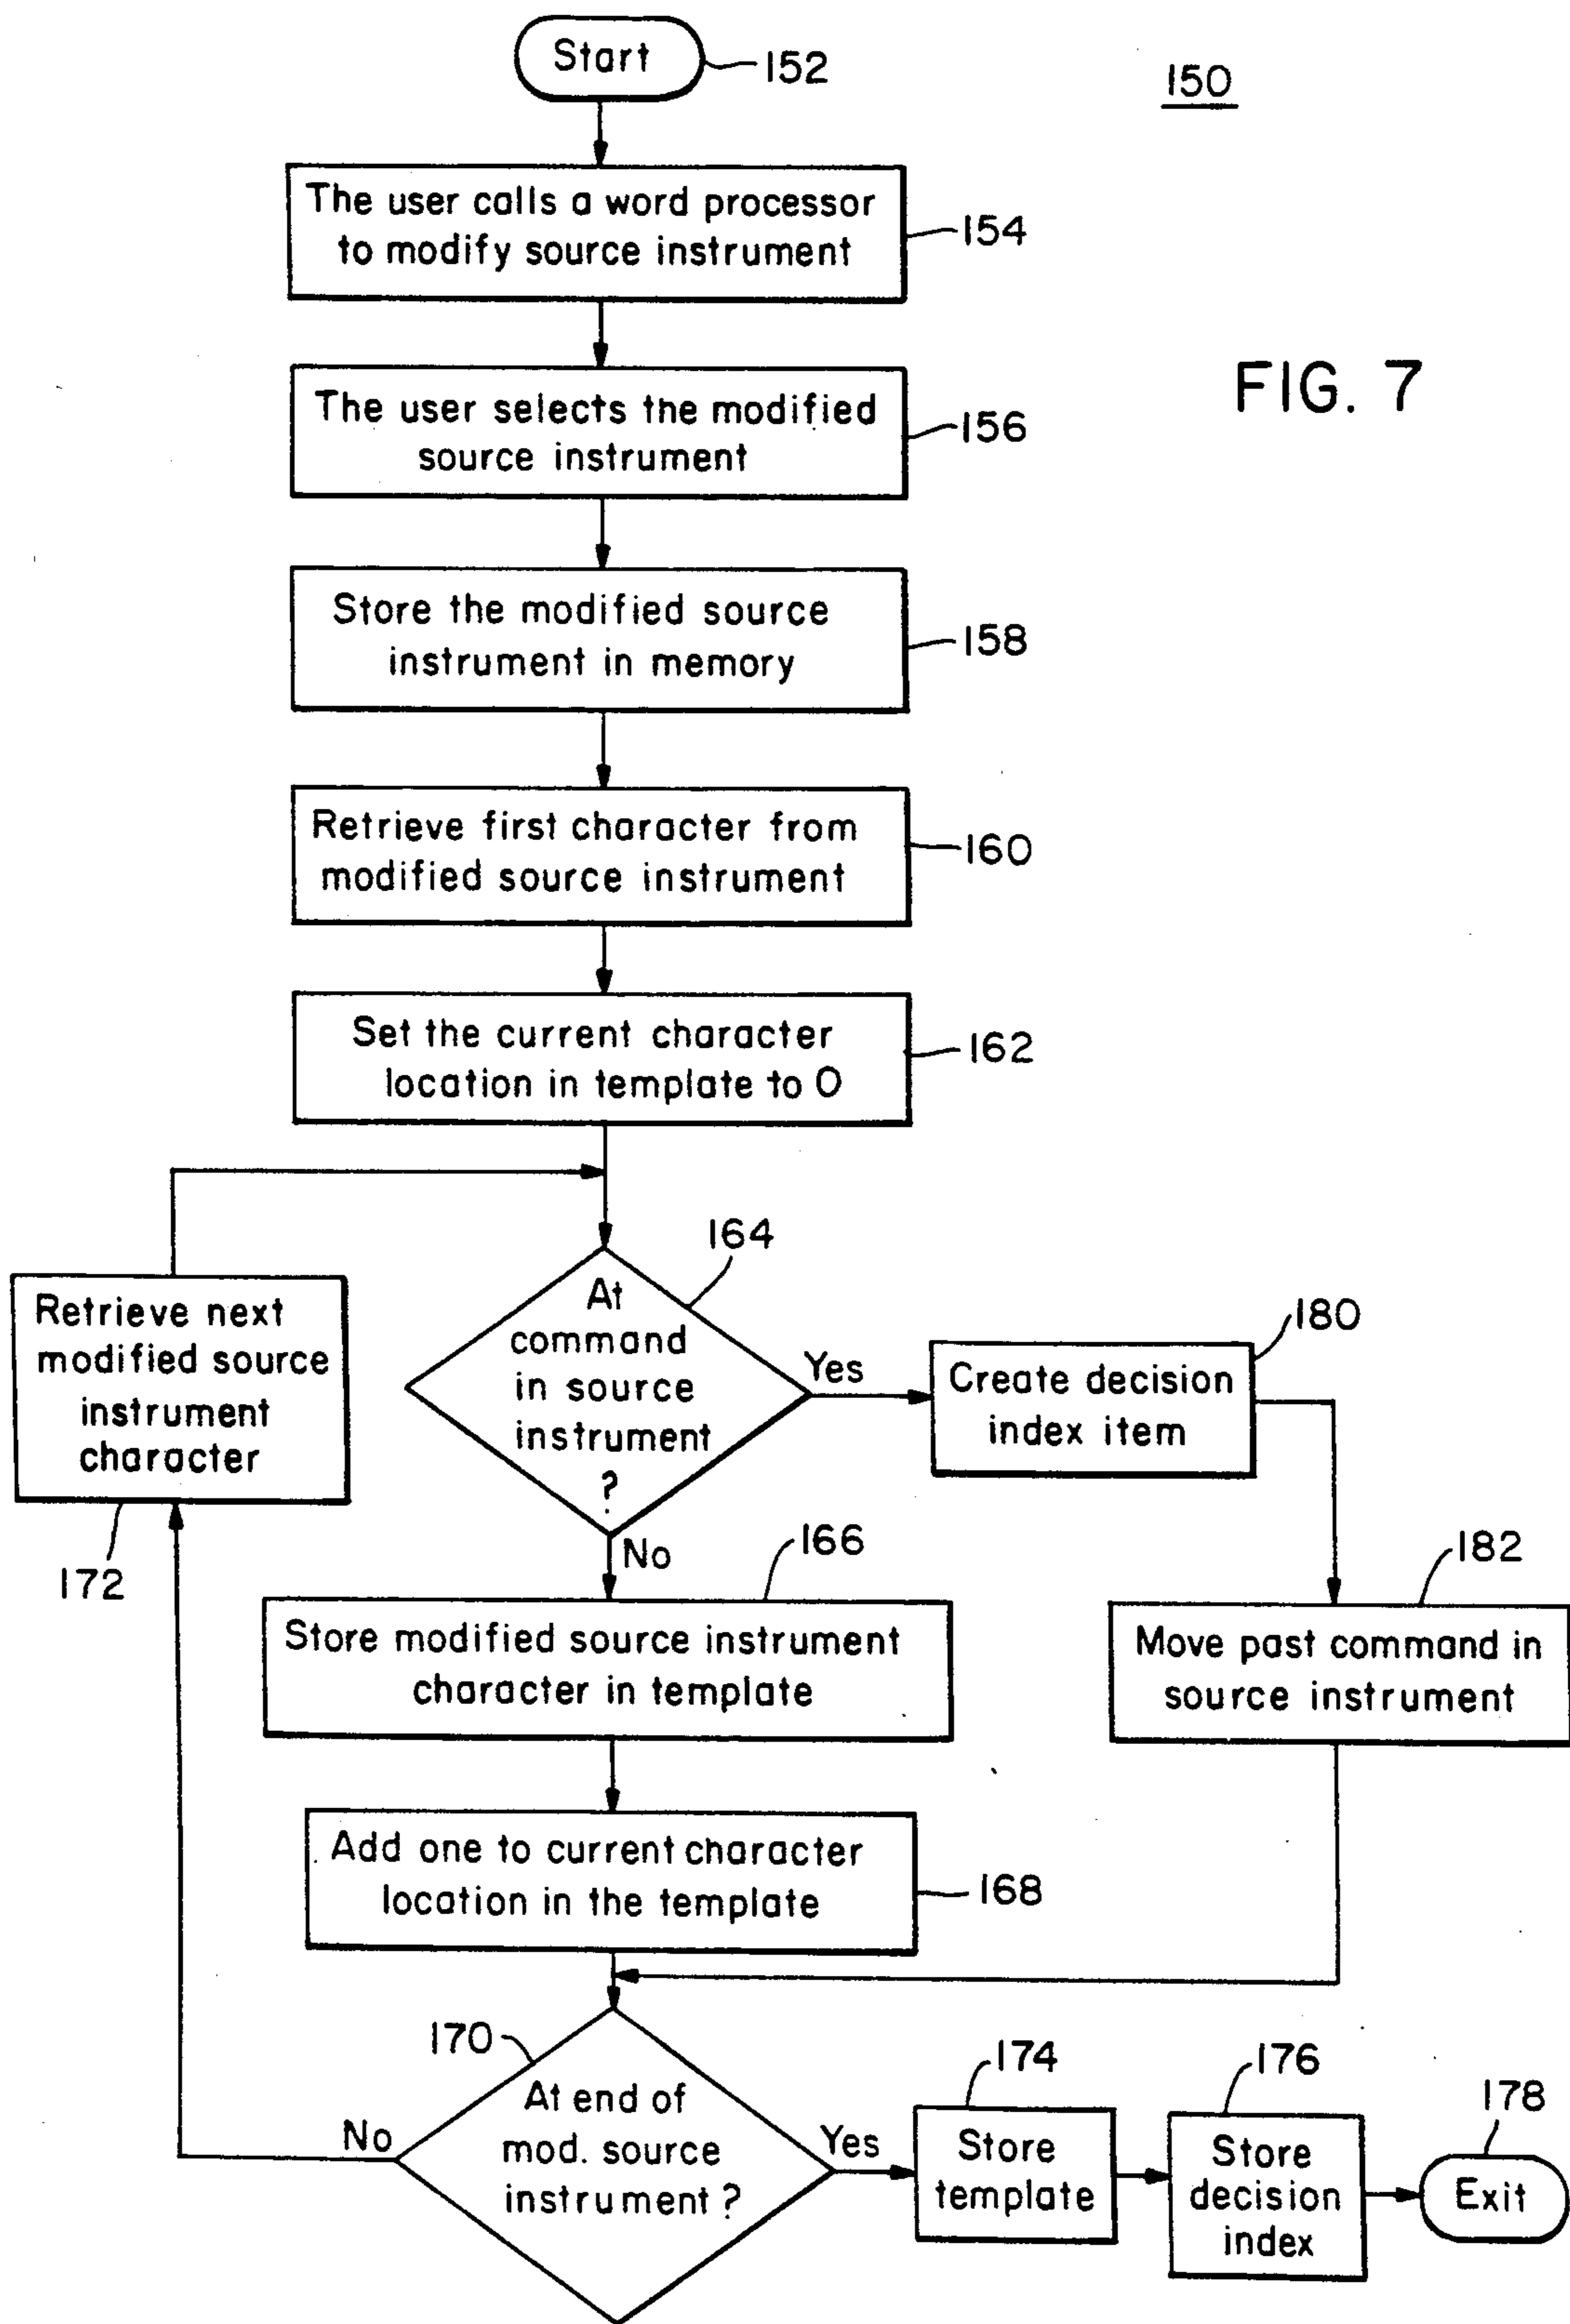 Start
152
150
The user calls a word processor
to modify source instrument
154
FIG. 7
The user selects the modified
source instrument
156
Store the modified source
instrument in memory
158
Retrieve first character from
modified source instrument
160
Set the current character
location in template to 0
162
164
At
command
in source
instrument
?
Yes
No
Retrieve next
modified source
instrument
character
172
180
Create decision
index item
166
Store modified source instrument
character in template
182
Move past command in
source instrument
Add one to current character
location in the template
168
170
At end of
mod. source
instrument?
No
Yes
174
Store
template
176
Store
decision
index
178
Exit